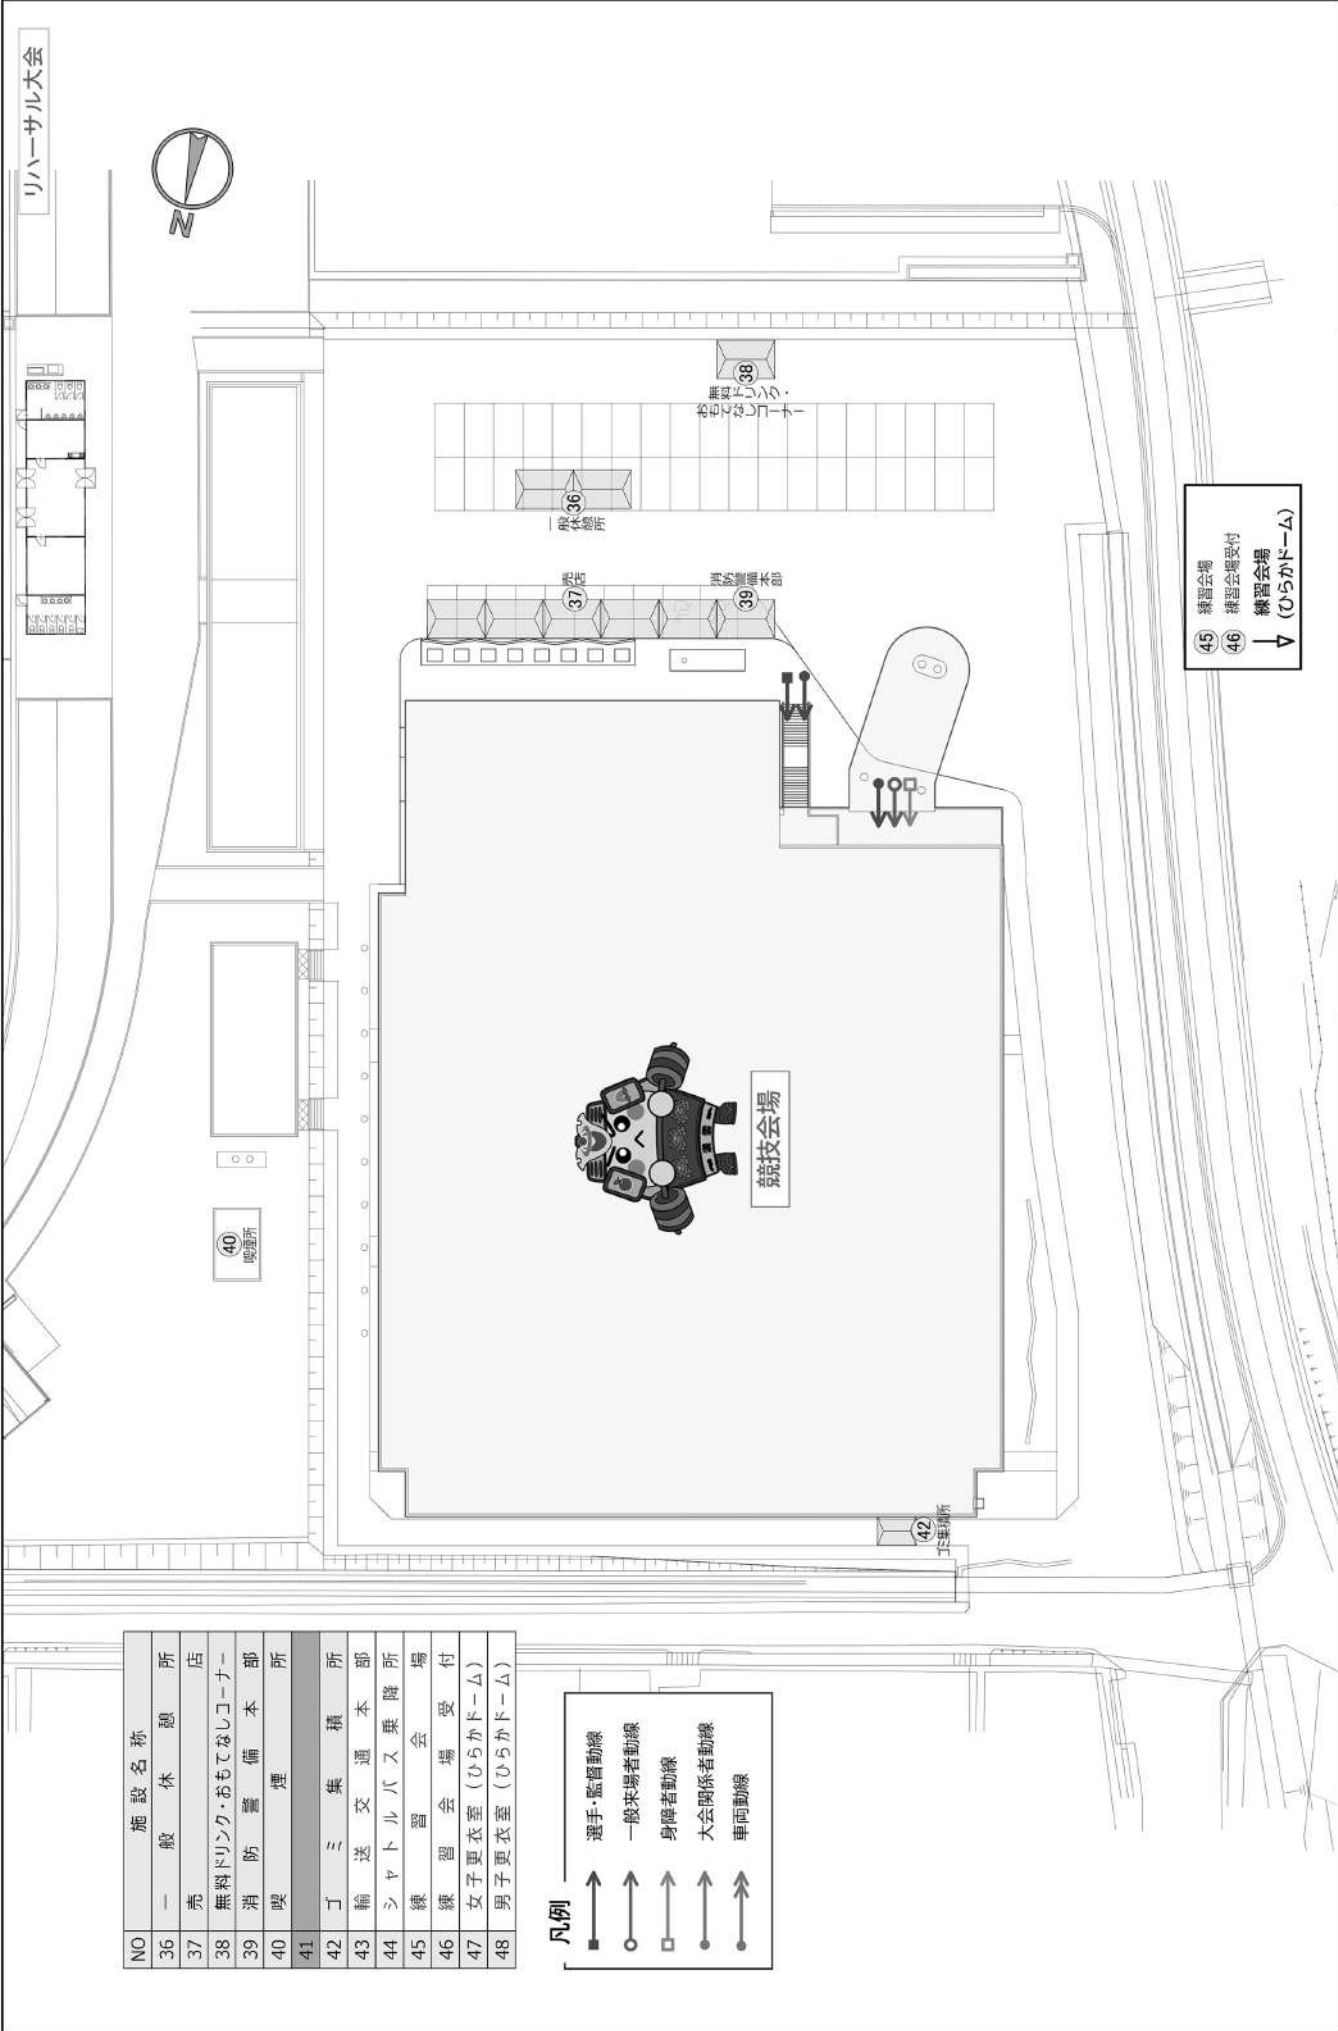 リハーサル大会
N
38
無料ドリンク・
おもてなしコーナー
36
一般
休憩所
37
売店
39
消防警備本部
45 練習会場
46 練習会場受付
練習会場
(ひらかドーム)
40
喫煙所
競技会場
42
ゴミ集積所
NO 施設名称
36 一般休憩所
37 売店
38 無料ドリンク・おもてなしコーナー
39 消防警備本部
40 喫煙所
41
42 ゴミ集積所
43 輸送交通本部
44 シャトルバス乗降所
45 練習会場
46 練習会場受付
47 女子更衣室(ひらかドーム)
48 男子更衣室(ひらかドーム)
凡例
選手・監督動線
一般来場者動線
身障者動線
大会関係者動線
車両動線